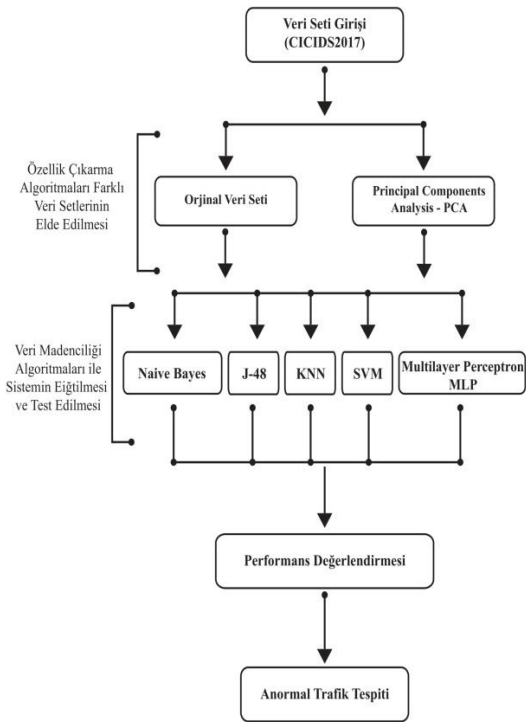 Veri Seti Girişi
(CICIDS2017)
Özellik Çıkarma
Algoritmaları Farklı
Veri Setlerinin
Elde Edilmesi
Orjinal Veri Seti
Principal Components
Analysis - PCA
Veri Madenciliği
Algoritmaları ile
Sistemin Eiğtilmesi
ve Test Edilmesi
Naive Bayes
J-48
KNN
SVM
Multilayer Perceptron
MLP
Performans Değerlendirmesi
Anormal Trafik Tespiti